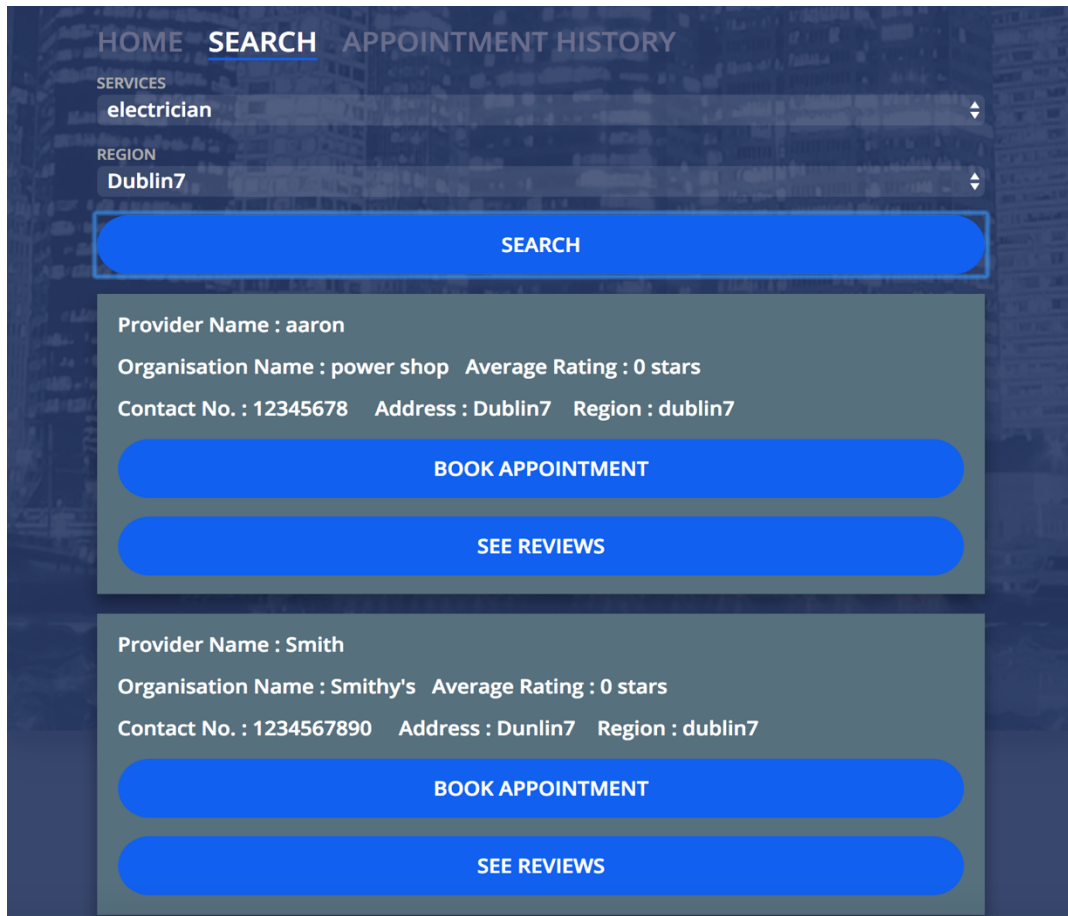 HOME SEARCH APPOINTMENT HISTORY
SERVICES
electrician
REGION
Dublin7
SEARCH
Provider Name : aaron
Organisation Name : power shop Average Rating : 0 stars
Contact No. : 12345678 Address : Dublin7 Region : dublin7
BOOK APPOINTMENT
SEE REVIEWS
Provider Name : Smith
Organisation Name : Smithy's Average Rating : 0 stars
Contact No. : 1234567890 Address : Dunlin7 Region : dublin7
BOOK APPOINTMENT
SEE REVIEWS